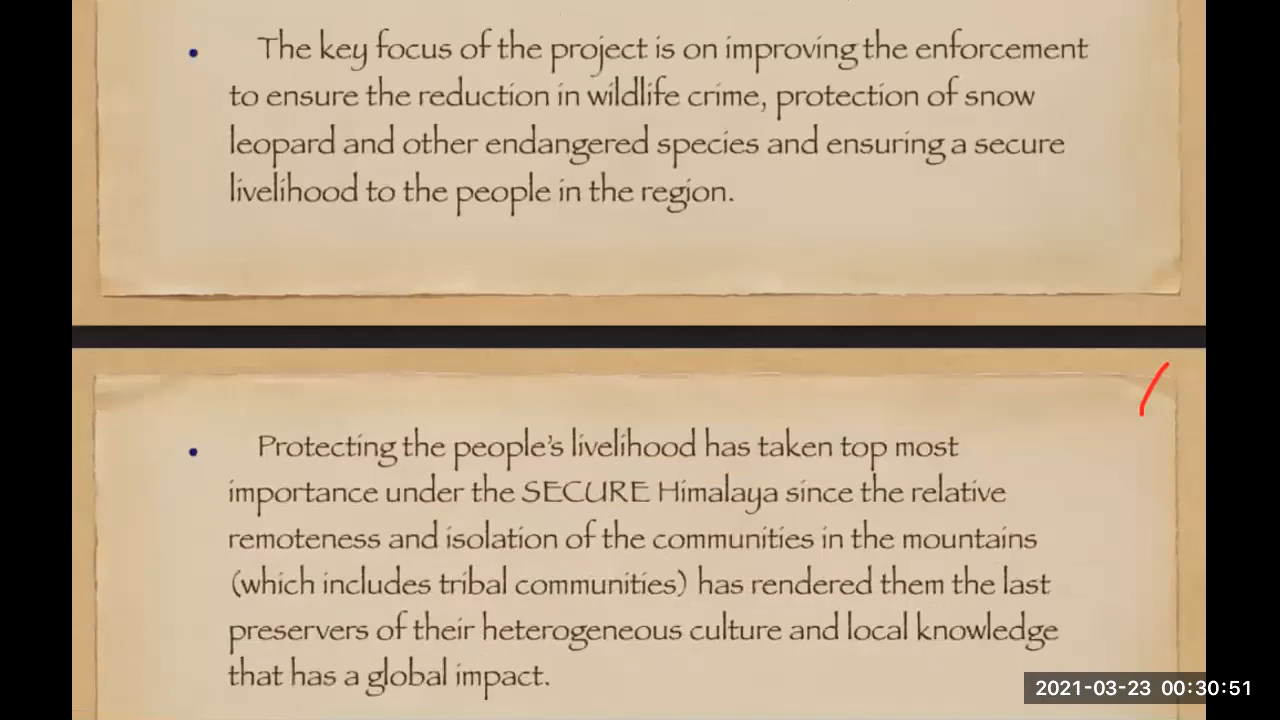 • The key focus of the project is on improving the enforcement
to ensure the reduction in wildlife crime, protection of snow
leopard and other endangered species and ensuring a secure
livelihood to the people in the region.
• Protecting the people's livelihood has taken top most
importance under the SECURE Himalaya since the relative
remoteness and isolation of the communities in the mountains
(which includes tribal communities) has rendered them the last
preservers of their heterogeneous culture and local knowledge
that has a global impact.
2021-03-23 00:30:51